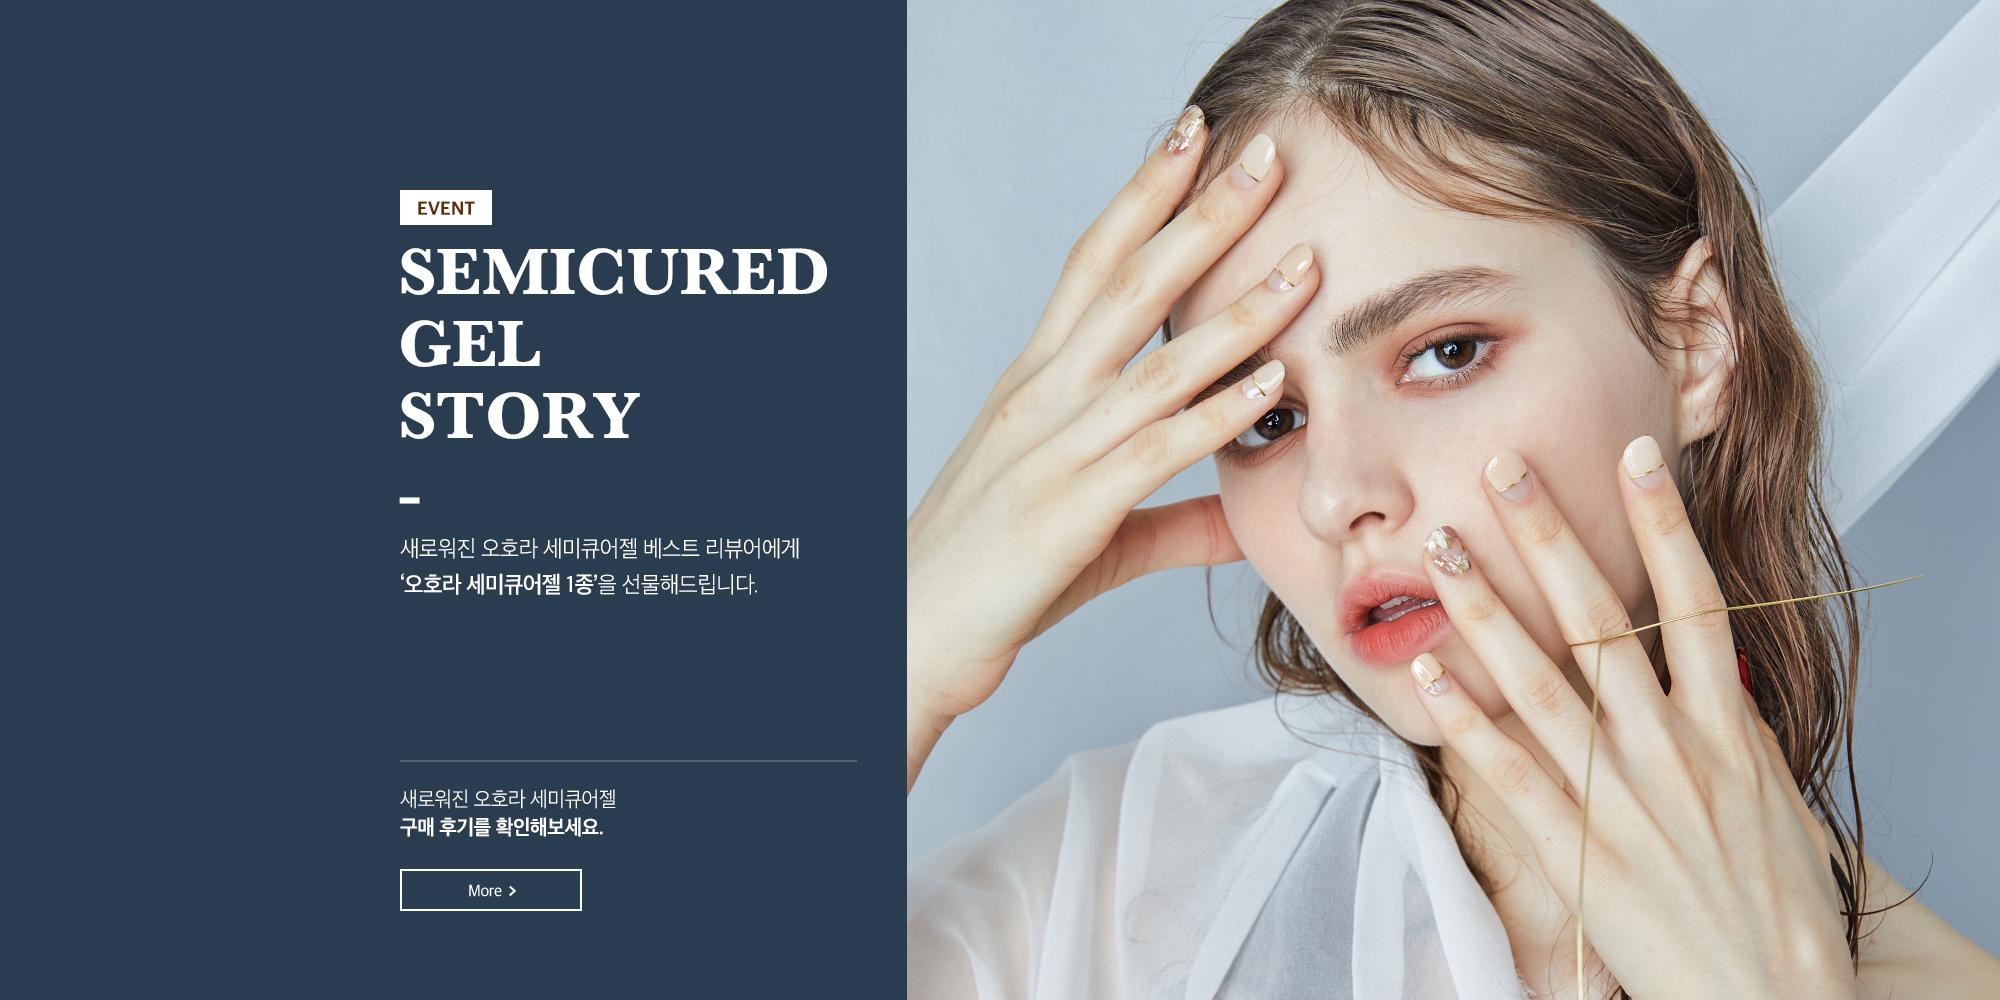 EVENT
SEMICURED
GEL
STORY
새로워진 오호라 세미큐어젤 베스트 리뷰어에게
‘오호라 세미큐어젤 1종’을 선물해드립니다.
새로워진 오호라 세미큐어젤
구매 후기를 확인해보세요.
More >